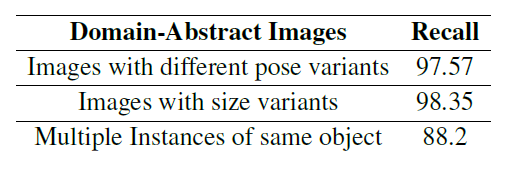 Domain-Abstract Images Recall
Images with different pose variants 97.57
Images with size variants 98.35
Multiple Instances of same object 88.2